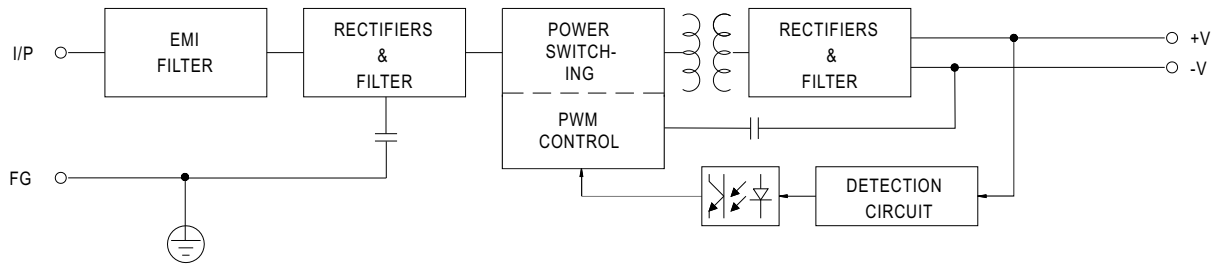 I/P
EMI
FILTER
RECTIFIERS
&
FILTER
POWER
SWITCH-
ING
PWM
CONTROL
RECTIFIERS
&
FILTER
+V
-V
FG
DETECTION
CIRCUIT